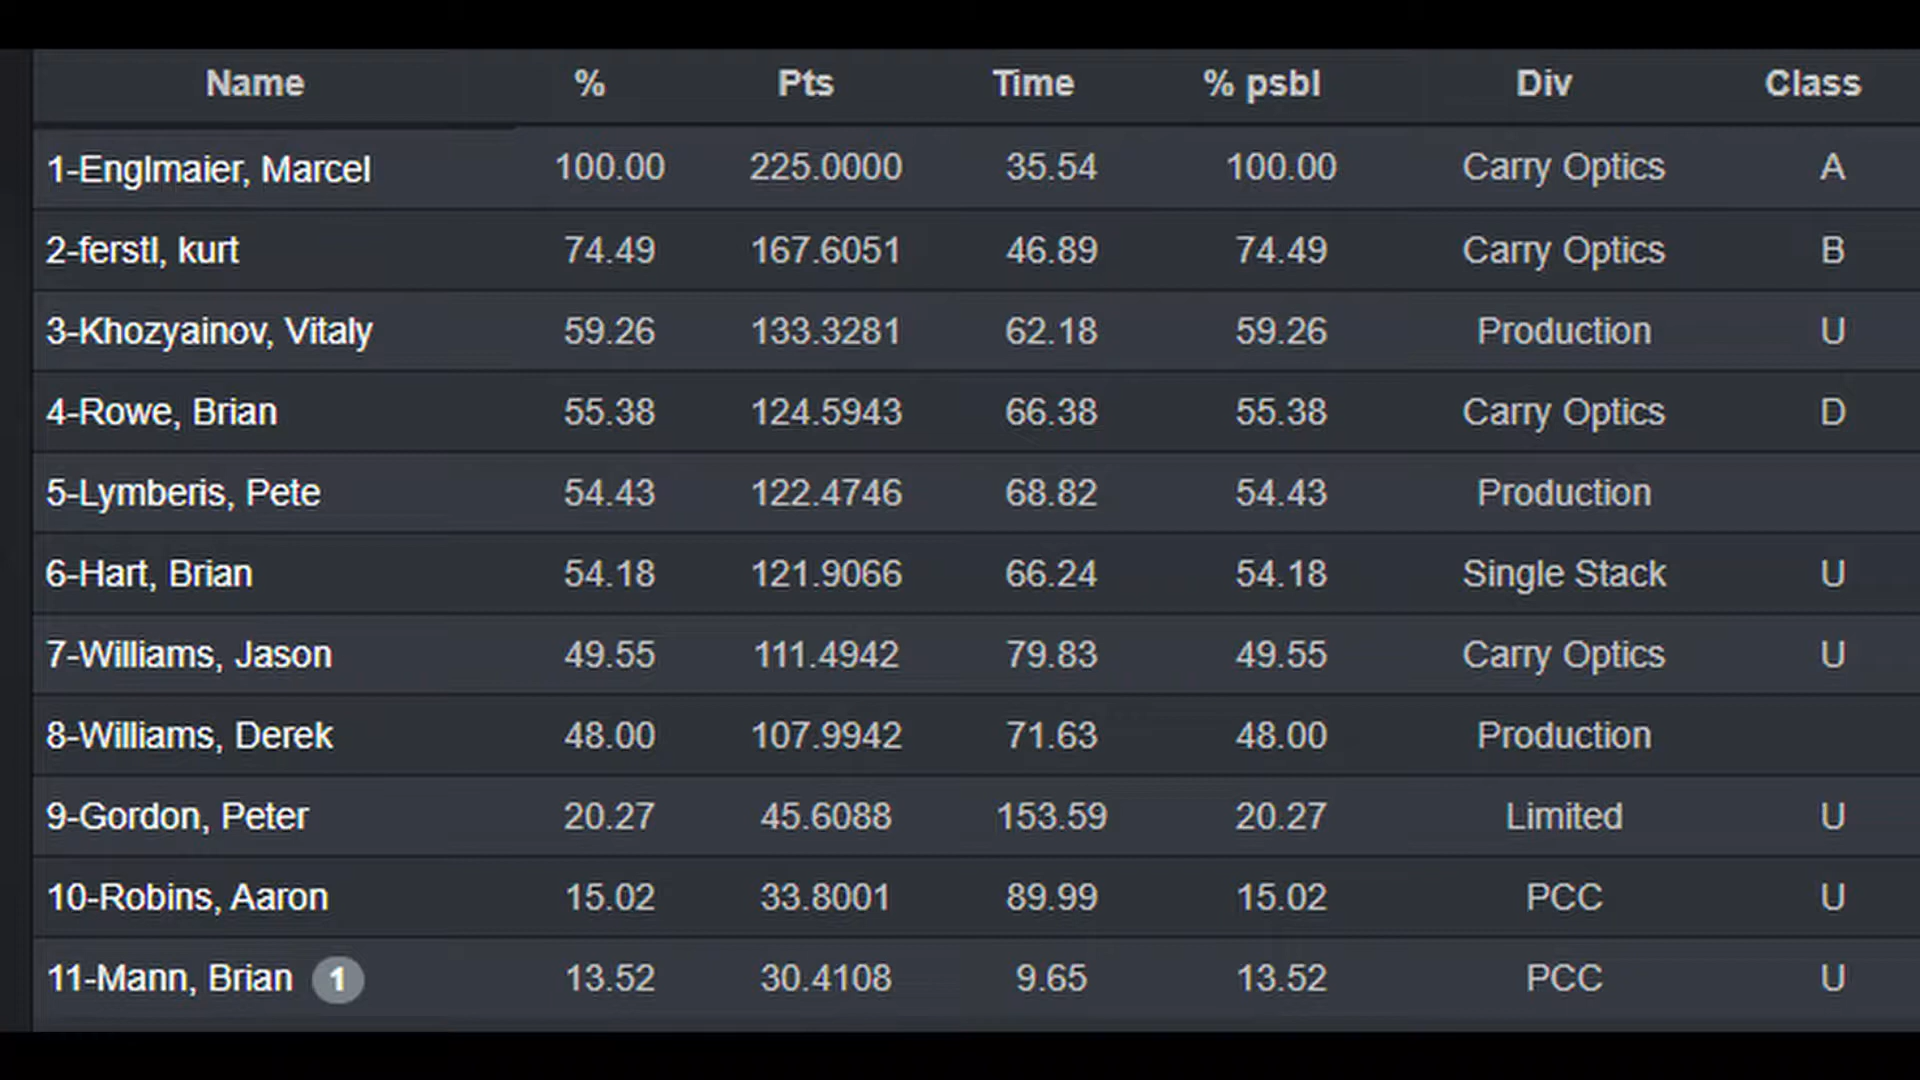 Name % Pts Time % psbl Div Class
1-Englmaier, Marcel 100.00 225.0000 35.54 100.00 Carry Optics A
2-ferstl, kurt 74.49 167.6051 46.89 74.49 Carry Optics B
3-Khozyainov, Vitaly 59.26 133.3281 62.18 59.26 Production U
4-Rowe, Brian 55.38 124.5943 66.38 55.38 Carry Optics D
5-Lymberis, Pete 54.43 122.4746 68.82 54.43 Production
6-Hart, Brian 54.18 121.9066 66.24 54.18 Single Stack U
7-Williams, Jason 49.55 111.4942 79.83 49.55 Carry Optics U
8-Williams, Derek 48.00 107.9942 71.63 48.00 Production
9-Gordon, Peter 20.27 45.6088 153.59 20.27 Limited U
10-Robins, Aaron 15.02 33.8001 89.99 15.02 PCC U
11-Mann, Brian 1 13.52 30.4108 9.65 13.52 PCC U